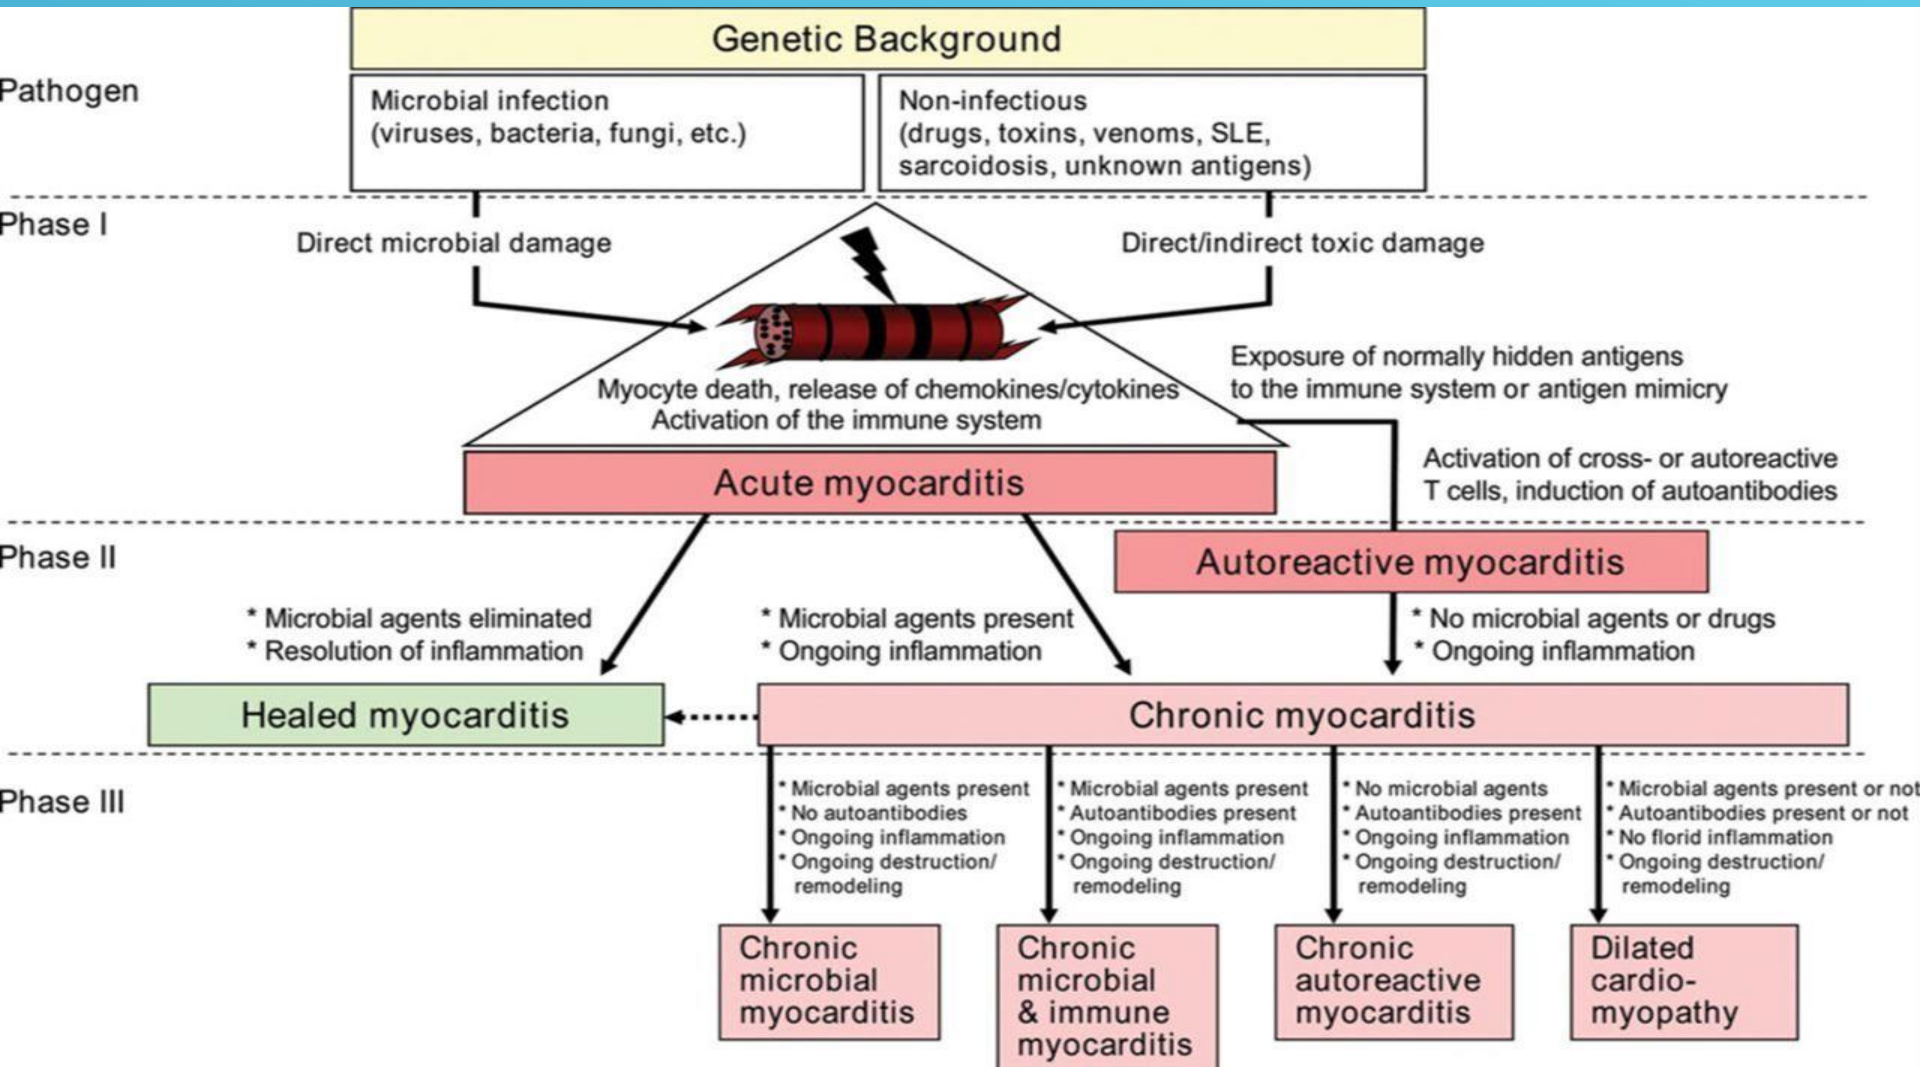 Genetic Background
Pathogen
Microbial infection
(viruses, bacteria, fungi, etc.)
Non-infectious
(drugs, toxins, venoms, SLE,
sarcoidosis, unknown antigens)
Phase I
Direct microbial damage
Direct/indirect toxic damage
Myocyte death, release of chemokines/cytokines
Activation of the immune system
Exposure of normally hidden antigens
to the immune system or antigen mimicry
Acute myocarditis
Activation of cross- or autoreactive
T cells, induction of autoantibodies
Phase II
Autoreactive myocarditis
* Microbial agents eliminated
* Resolution of inflammation
* Microbial agents present
* Ongoing inflammation
* No microbial agents or drugs
* Ongoing inflammation
Healed myocarditis
Chronic myocarditis
Phase III
* Microbial agents present
* No autoantibodies
* Ongoing inflammation
* Ongoing destruction/
remodeling
* Microbial agents present
* Autoantibodies present
* Ongoing inflammation
* Ongoing destruction/
remodeling
* No microbial agents
* Autoantibodies present
* Ongoing inflammation
* Ongoing destruction/
remodeling
* Microbial agents present or not
* Autoantibodies present or not
* No florid inflammation
* Ongoing destruction/
remodeling
Chronic
microbial
myocarditis
Chronic
microbial
& immune
myocarditis
Chronic
autoreactive
myocarditis
Dilated
cardio-
myopathy